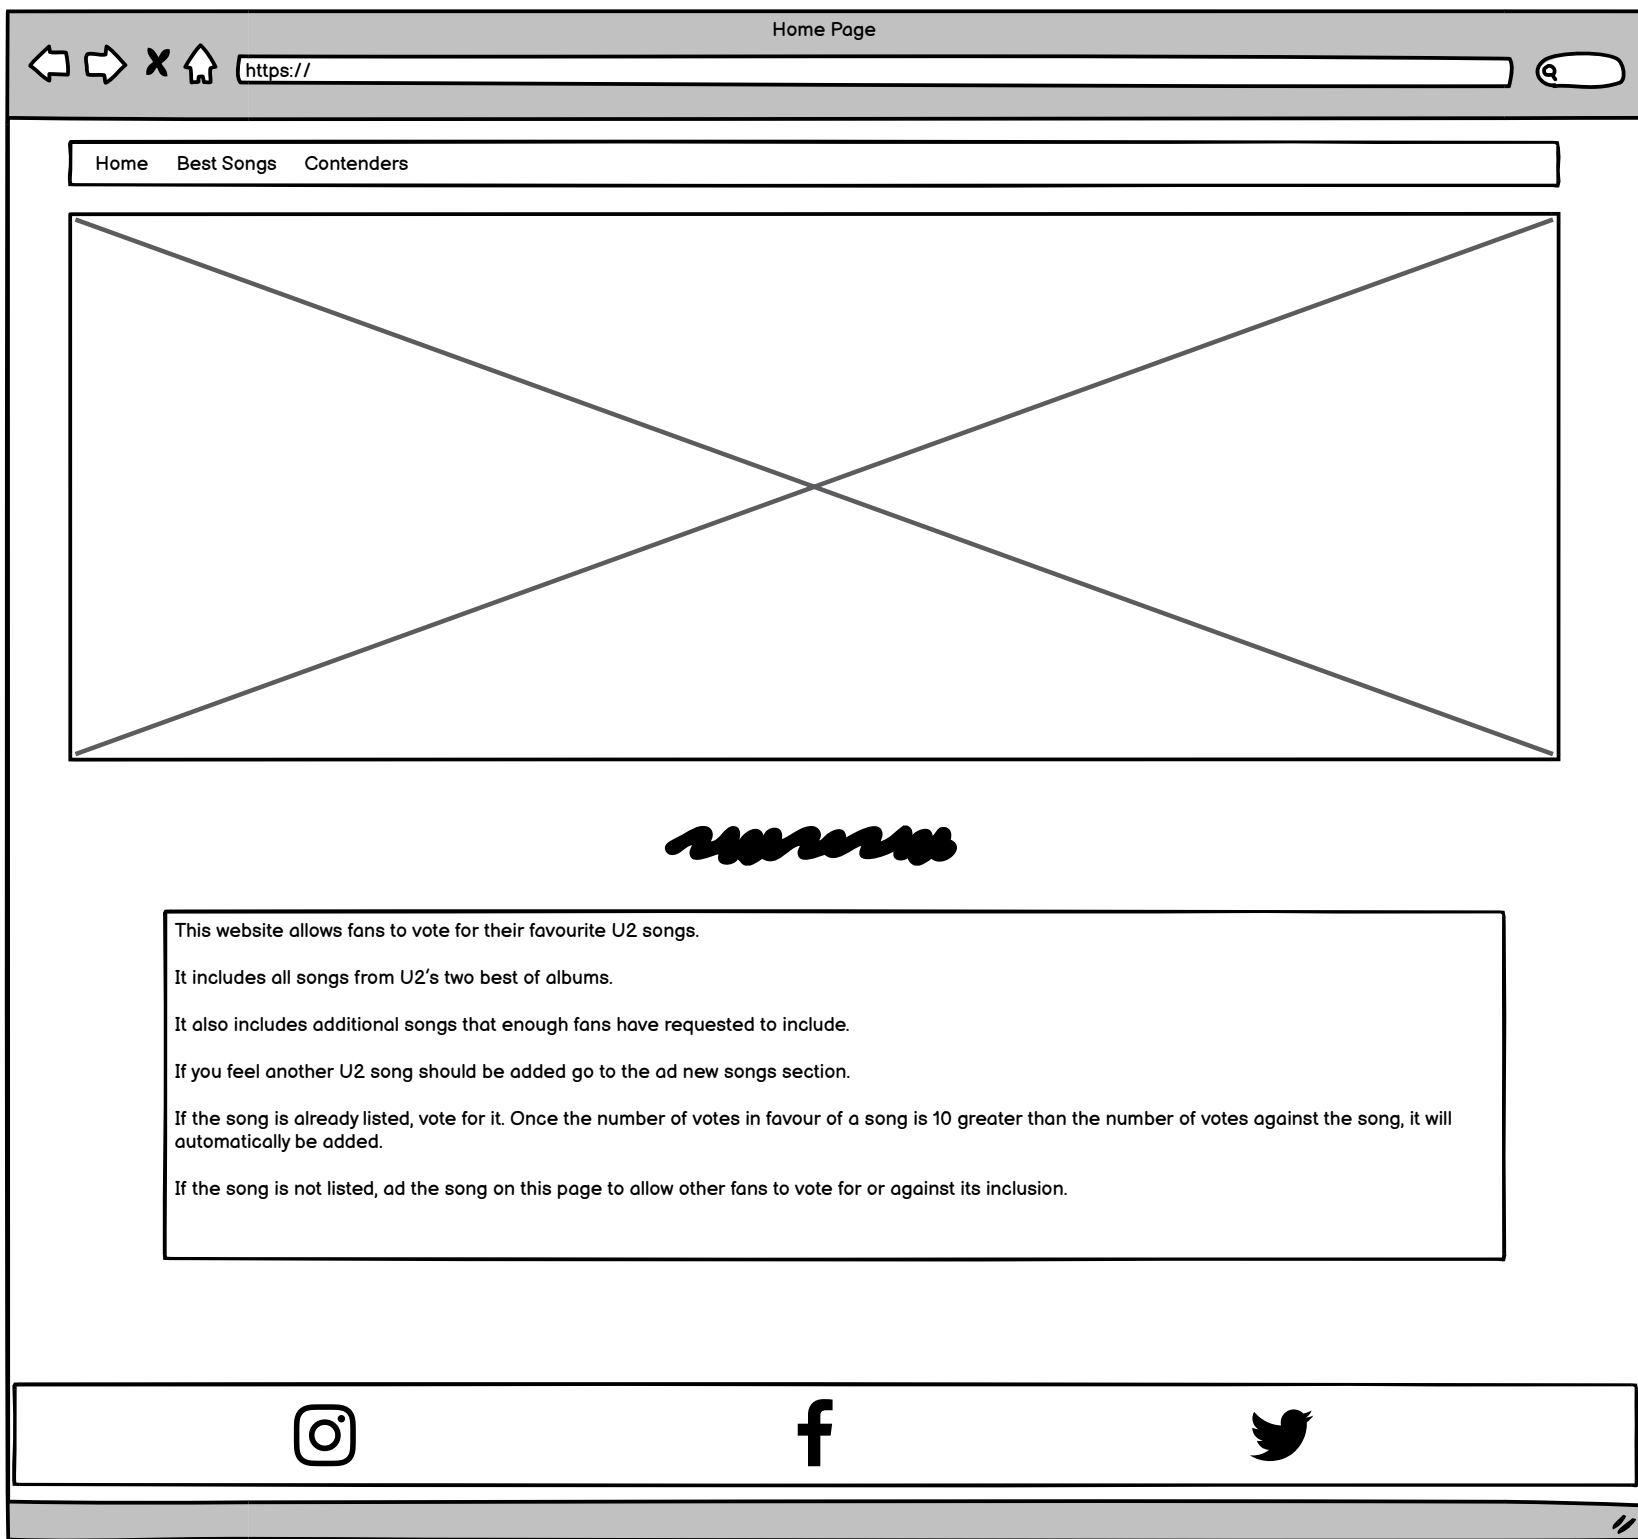 Home Page
https://
Home Best Songs Contenders
This website allows fans to vote for their favourite U2 songs.
It includes all songs from U2's two best of albums.
It also includes additional songs that enough fans have requested to include.
If you feel another U2 song should be added go to the ad new songs section.
If the song is already listed, vote for it. Once the number of votes in favour of a song is 10 greater than the number of votes against the song, it will
automatically be added.
If the song is not listed, ad the song on this page to allow other fans to vote for or against its inclusion.